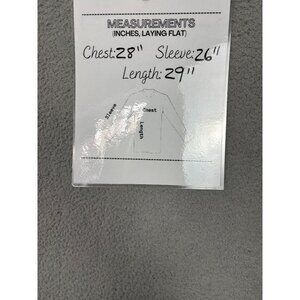 MEASUREMENTS
(INCHES, LAYING FLAT)
Chest: 28" Sleeve: 26"
Length: 29"
Sleeve
Chest
Length